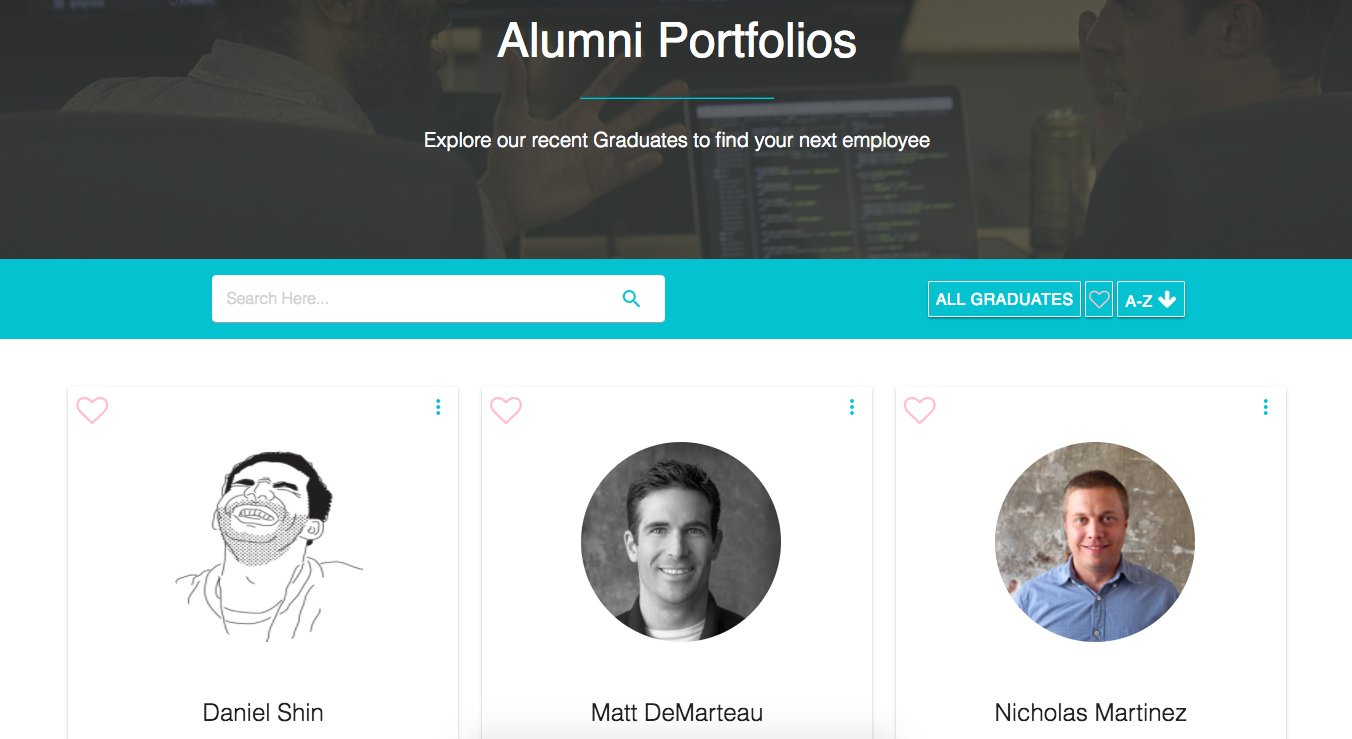 Alumni Portfolios
Explore our recent Graduates to find your next employee
Search Here...
ALL GRADUATES
A-Z
Daniel Shin
Matt DeMarteau
Nicholas Martinez